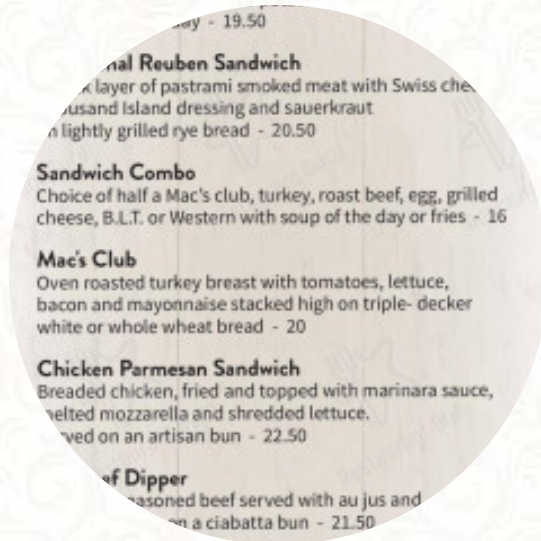 - 19.50
Reuben Sandwich
layer of pastrami smoked meat with Swiss
Island dressing and sauerkraut
lightly grilled rye bread - 20.50
Sandwich Combo
Choice of half a Mac's club, turkey, roast beef, egg, grilled
cheese, B.L.T. or Western with soup of the day or fries - 16
Mac's Club
Oven roasted turkey breast with tomatoes, lettuce,
bacon and mayonnaise stacked high on triple- decker
white or whole wheat bread - 20
Chicken Parmesan Sandwich
Breaded chicken, fried and topped with marinara sauce,
mozzarella and shredded lettuce.
on an artisan bun - 22.50
Dipper
beef served with au jus and
a ciabatta bun - 21.50